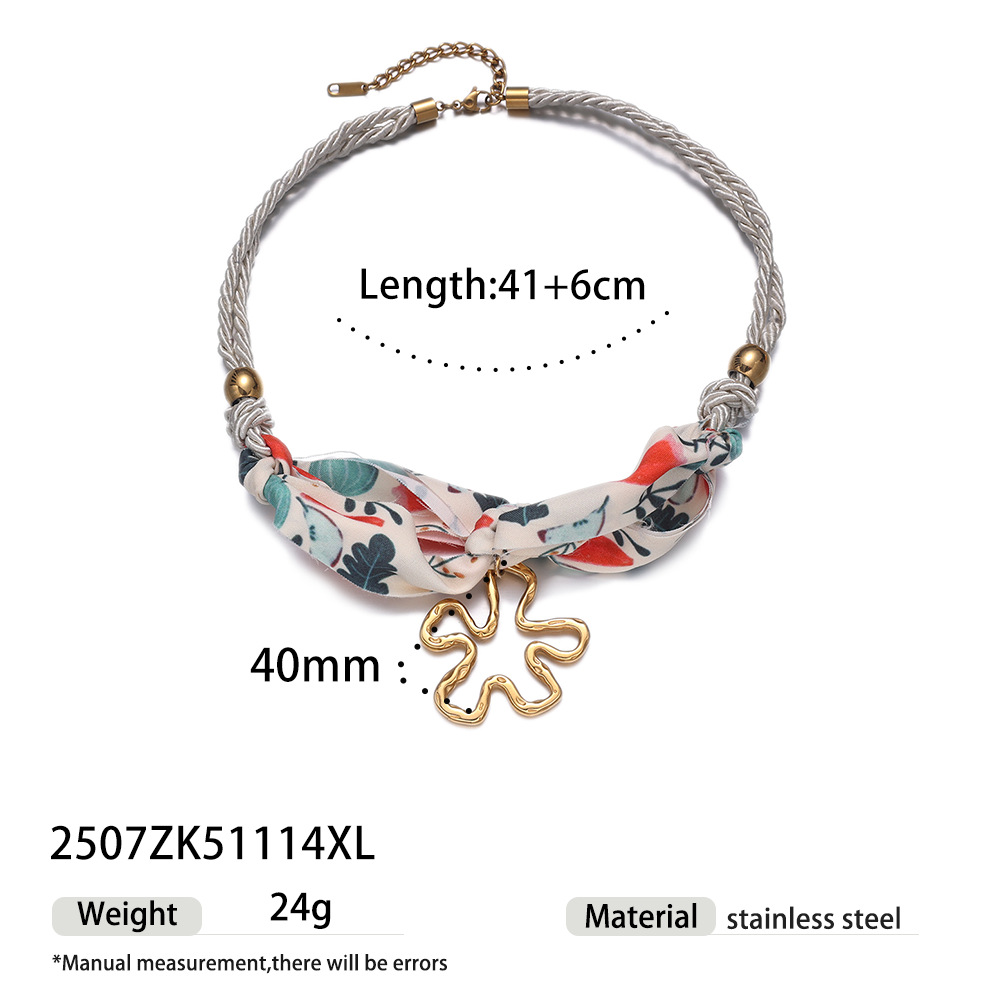 Length:41+6cm
40mm
2507ZK51114XL
Weight 24g
Material stainless steel
*Manual measurement,there will be errors